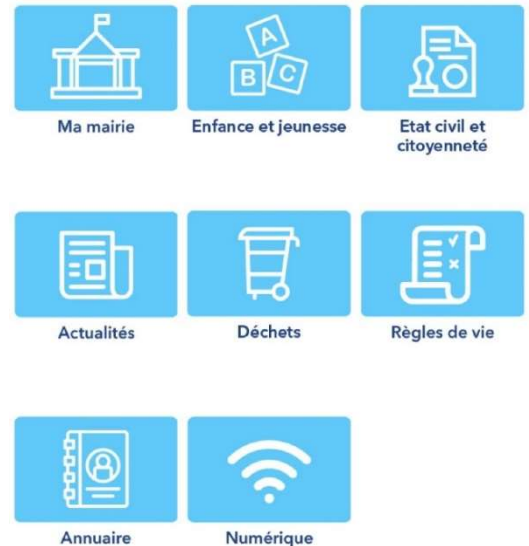 A
B
C
Ma mairie
Enfance et jeunesse
Etat civil et
citoyenneté
Actualités
Déchets
Règles de vie
Annuaire
Numérique